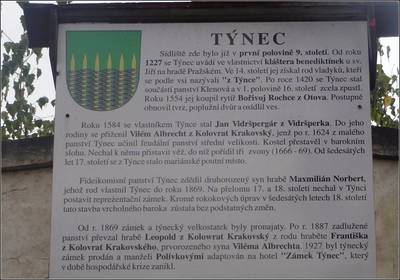 TÝNEC
Sídliště zde bylo již v první polovině 9. století. Od roku
1227 se Týnec uvádí ve vlastnictví kláštera benediktinek u sv.
Jiří na hradě Pražském. Ve 14. století jej získal rod vladyků, kteří
se podle vsi nazývali "z Týnce". Po roce 1420 se Týnec stal
součástí panství Klenová a v 1. polovině 16. století zcela zpustl.
Roku 1554 jej koupil rytíř Bořivoj Rochce z Otova. Postupně
obnovil tvrz, poplužní dvůr a osídlil ves.
Roku 1584 se vlastníkem Týnce stal Jan Vidršpergár z Vidršperka. Do jeho
rodiny se přiženil Vilém Albrecht z Kolovrat Krakovský, jenž po r. 1624 z malého
panství Týnec učinil feudální panství střední velikosti. Kostel přestavěl v barokním
slohu. Nechal k němu přistavět věž, do níž pořídil tři zvony (1666 - 69). Od šedesátých
let 17. století se z Týnce stalo mariánské poutní místo.
Fideikomisní panství Týnec zdědil druhorozený syn hrabě Maxmilián Norbert,
jehož rod vlastnil Týnec do roku 1869. Na přelomu 17. a 18. století nechal v Týnci
postavit reprezentační zámek. Kromě rokokových úprav v šedesátých letech 18. století
tato stavba vrcholného baroka zůstala bez podstatných změn.
Od r. 1869 zámek a týnecký velkostatek byly pronajaty. Po r. 1887 zadlužené
panství převzal hrabě Leopold z Kolovrat Krakovský z rodu hraběte Františka
z Kolovrat Krakovského, prvorozeného syna Viléma Albrechta. 1927 byl týnecký
zámek prodán a manželi Polívkovými adaptován na hotel "Zámek Týnec", který
v době hospodářské krize zanikl.